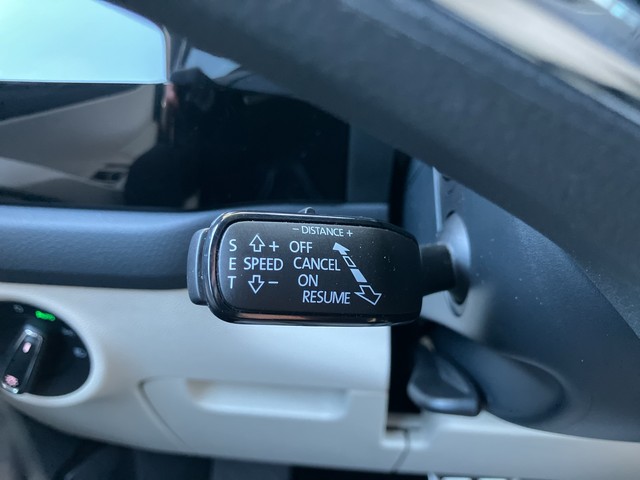 − DISTANCE +
S + OFF
E SPEED CANCEL
T − ON
RESUME